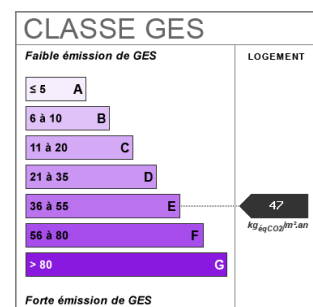 CLASSE GES
Faible émission de GES
LOGEMENT
≤ 5 A
6 à 10 B
11 à 20 C
21 à 35 D
36 à 55 E
47
kgéqCO2/m².an
56 à 80 F
> 80 G
Forte émission de GES